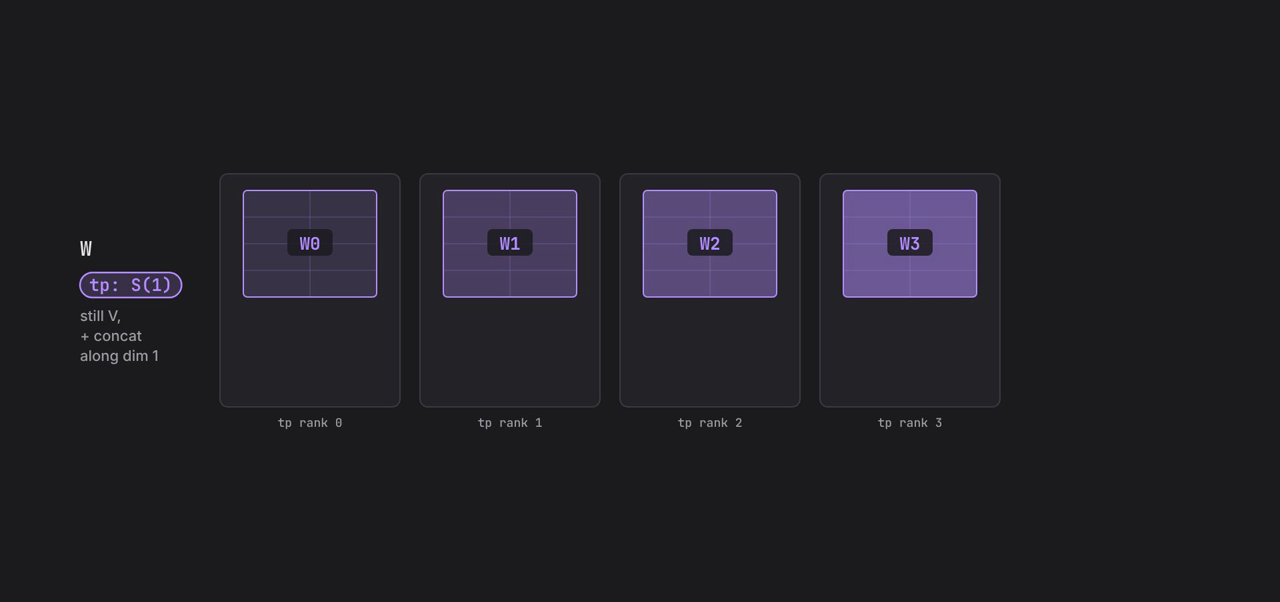 W
tp: S(1)
still V,
+ concat
along dim 1
W0
W1
W2
W3
tp rank 0
tp rank 1
tp rank 2
tp rank 3